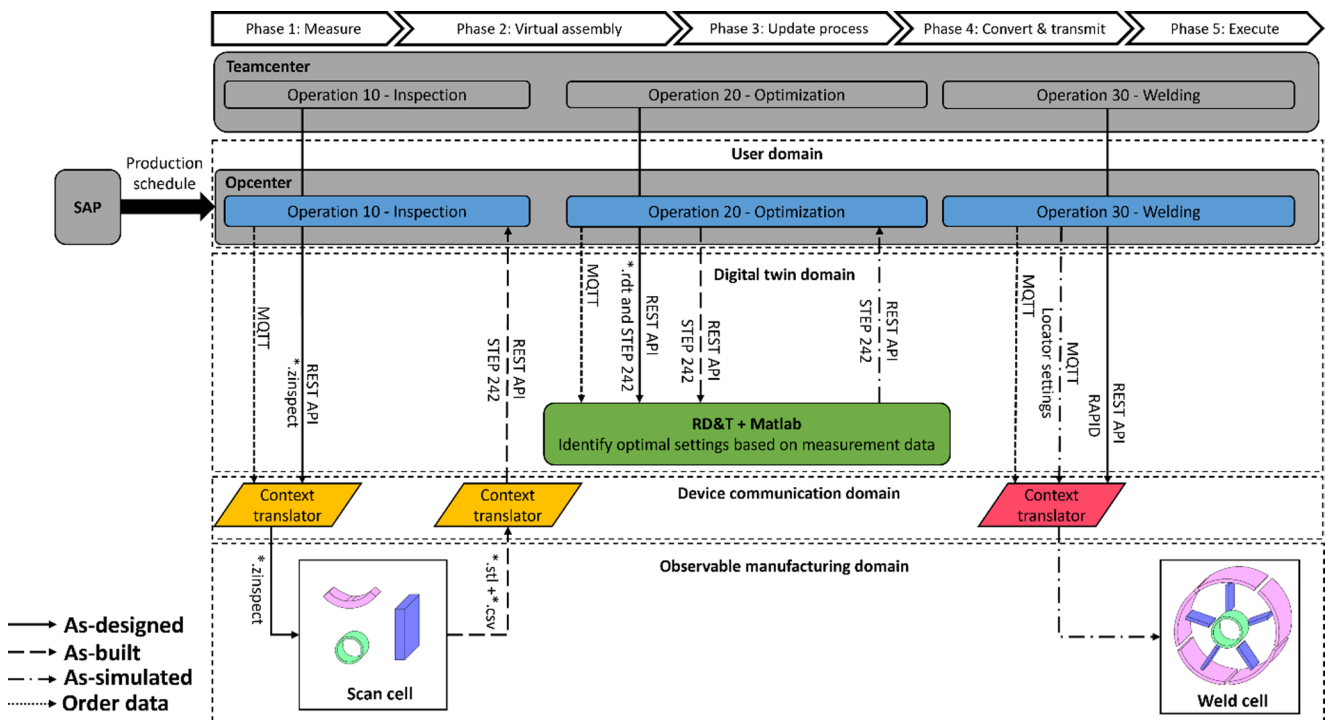 Phase 1: Measure
Phase 2: Virtual assembly
Phase 3: Update process
Phase 4: Convert & transmit
Phase 5: Execute
Teamcenter
Operation 10 - Inspection
Operation 20 - Optimization
Operation 30 - Welding
User domain
Production
schedule
SAP
Opcenter
Operation 10 - Inspection
Operation 20 - Optimization
Operation 30 - Welding
Digital twin domain
MQTT
REST API
*.zinspect
REST API
STEP 242
MQTT
REST API
*.rdt and STEP 242
REST API
STEP 242
REST API
STEP 242
MQTT
MQTT
Locator settings
REST API
RAPID
RD&T + Matlab
Identify optimal settings based on measurement data
Context
translator
Context
translator
Device communication domain
Context
translator
Observable manufacturing domain
*.zinspect
*.stl +*.csv
Scan cell
Weld cell
As-designed
As-built
As-simulated
Order data